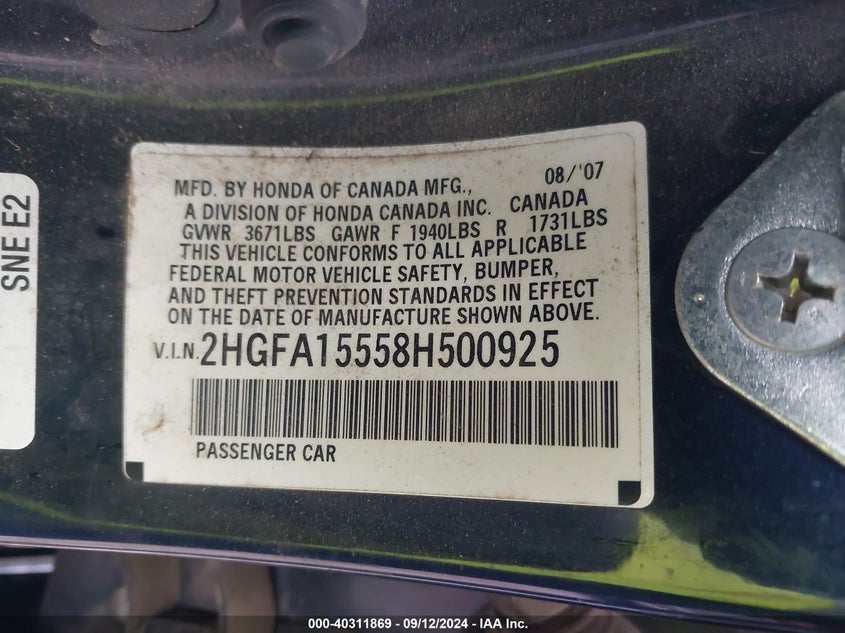 SNE E2
08/'07
MFD. BY HONDA OF CANADA MFG.,
A DIVISION OF HONDA CANADA INC. CANADA
GVWR 3671LBS GAWR F 1940LBS R 1731LBS
THIS VEHICLE CONFORMS TO ALL APPLICABLE
FEDERAL MOTOR VEHICLE SAFETY, BUMPER,
AND THEFT PREVENTION STANDARDS IN EFFECT
ON THE DATE OF MANUFACTURE SHOWN ABOVE.
V.I.N. 2HGFA15558H500925
PASSENGER CAR
000-40311869 - 09/12/2024 - IAA Inc.